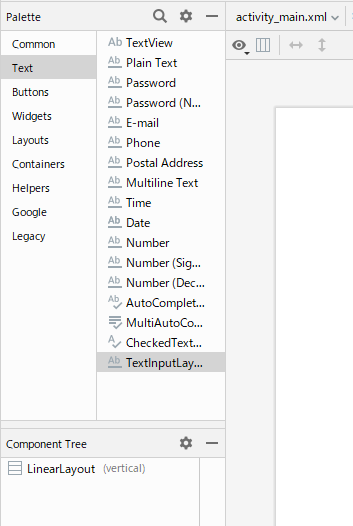 Palette
activity_main.xml
Common
Text
Buttons
Widgets
Layouts
Containers
Helpers
Google
Legacy
Ab TextView
Ab Plain Text
Ab Password
Ab Password (N...
Ab E-mail
Ab Phone
Ab Postal Address
Ab Multiline Text
Ab Time
Ab Date
Ab Number
Ab Number (Sig...
Ab Number (Dec...
Ab AutoComplet...
MultiAutoCo...
A CheckedText...
Ab TextInputLay...
Component Tree
LinearLayout (vertical)